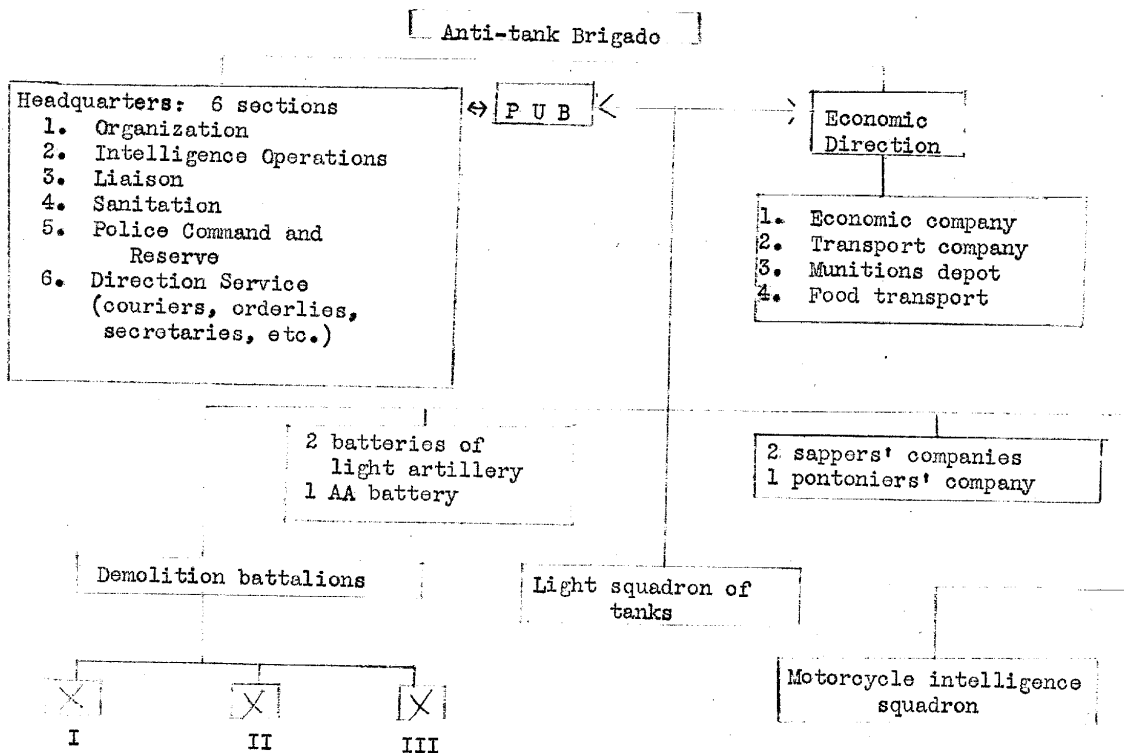 Anti-tank Brigado
Headquarters: 6 sections
1. Organization
2. Intelligence Operations
3. Liaison
4. Sanitation
5. Police Command and
Reserve
6. Direction Service
(couriers, orderlies,
secretaries, etc.)
P U B
Economic
Direction
1. Economic company
2. Transport company
3. Munitions depot
4. Food transport
2 batteries of
light artillery
1 AA battery
2 sappers' companies
1 pontoniers' company
Demolition battalions
Light squadron of
tanks
Motorcycle intelligence
squadron
X X X
I II III